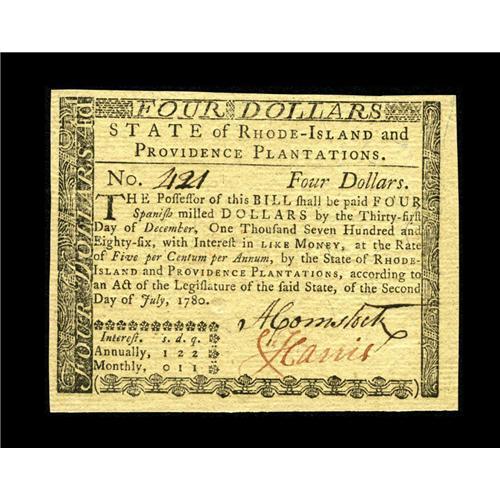 FOUR DOLLARS
FOUR DOLLARS
STATE of RHODE-ISLAND and
PROVIDENCE PLANTATIONS.
No. 421 Four Dollars.
THE Poſſeſſor of this BILL ſhall be paid FOUR
Spaniſh milled DOLLARS by the Thirty-firſt
Day of December, One Thouſand Seven Hundred and
Eighty-ſix, with Intereſt in LIKE MONEY, at the Rate
of Five per Centum per Annum, by the State of RHODE-
ISLAND and PROVIDENCE PLANTATIONS, according to
an Act of the Legiſlature of the ſaid State, of the Second
Day of July, 1780.
Intereſt. s. d. q.
Annually, 1 2 2
Monthly, 0 1 1
A Comstock
J Harris